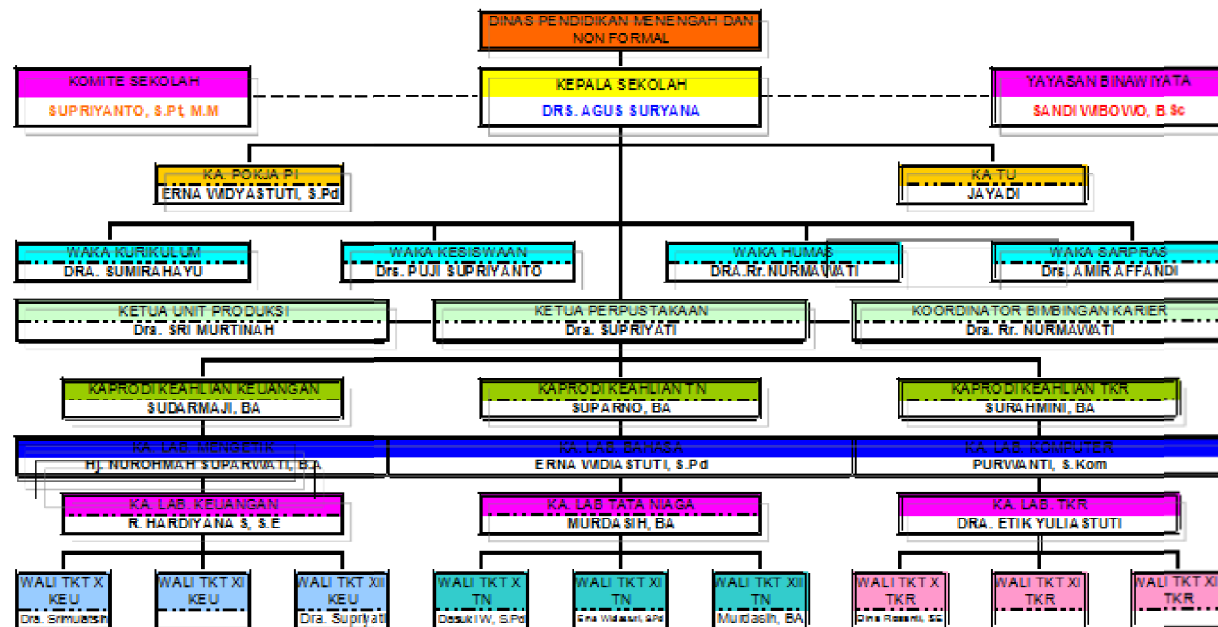 DINAS PENDIDIKAN MENENGAH DAN
NON FORMAL
KOMITE SEKOLAH
SUPRIYANTO, S.Pt, M.M
KEPALA SEKOLAH
DRS. AGUS SURYANA
YAYASAN BINAWIYATA
SANDI WIBOWO, B.Sc
KA. POKJA PI
ERNA WIDYASTUTI, S.Pd
KA TU
JAYADI
WAKA KURIKULUM
DRA. SUMIRAHAYU
WAKA KESISWAAN
Drs. PUJI SUPRIYANTO
WAKA HUMAS
DRA.Rr.NURMAWATI
WAKA SARPRAS
Drs. AMIR AFFANDI
KETUA UNIT PRODUKSI
Dra. SRI MURTINAH
KETUA PERPUSTAKAAN
Dra. SUPRIYATI
KOORDINATOR BIMBINGAN KARIER
Dra. Rr. NURMAWATI
KAPRODI KEAHLIAN KEUANGAN
SUDARMAJI, BA
KAPRODI KEAHLIAN TN
SUPARNO, BA
KAPRODI KEAHLIAN TKR
SURAHMINI, BA
KA. LAB. MENGETIK
Hj. NUROHMAH SUPARWATI, B.A
KA. LAB. BAHASA
ERNA WIDIASTUTI, S.Pd
KA. LAB. KOMPUTER
PURWANTI, S.Kom
KA. LAB. KEUANGAN
R. HARDIYANA S, S.E
KA. LAB TATA NIAGA
MURDASIH, BA
KA. LAB. TKR
DRA. ETIK YULIASTUTI
WALI TKT X
KEU
Dra. Srimulatsih
WALI TKT XI
KEU
WALI TKT XII
KEU
Dra. Supriyati
WALI TKT X
TN
Dasuki W, S.Pd
WALI TKT XI
TN
WALI TKT XII
TN
Murdasih, BA
WALI TKT X
TKR
WALI TKT XI
TKR
WALI TKT XI
TKR